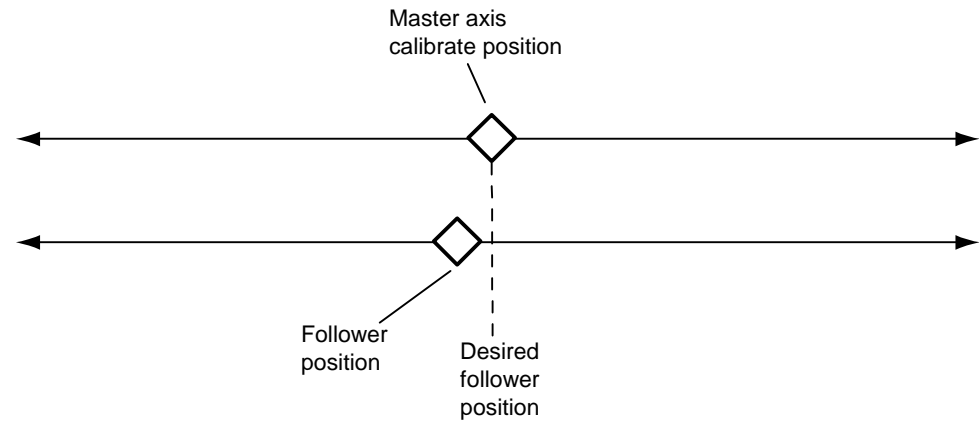 Master axis
calibrate position
Follower
position
Desired
follower
position